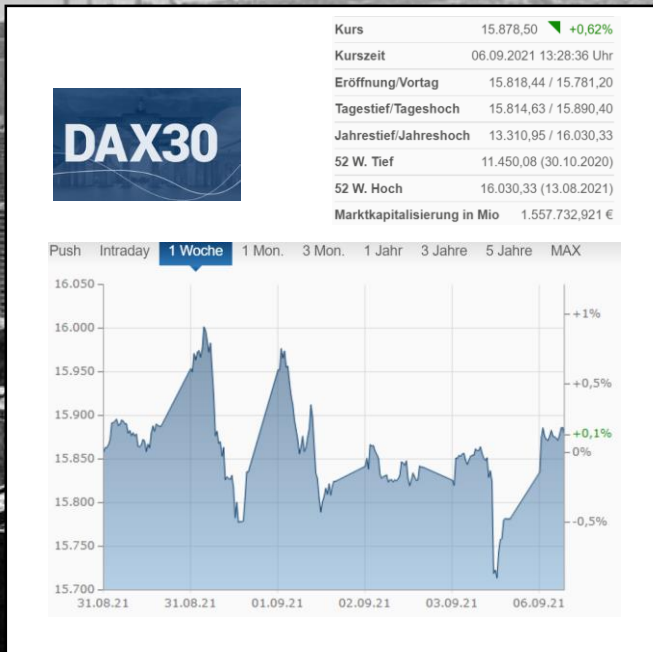 Kurs 15.878,50 +0,62%
Kurszeit 06.09.2021 13:28:36 Uhr
Eröffnung/Vortag 15.818,44 / 15.781,20
Tagestief/Tageshoch 15.814,63 / 15.890,40
Jahrestief/Jahreshoch 13.310,95 / 16.030,33
52 W. Tief 11.450,08 (30.10.2020)
52 W. Hoch 16.030,33 (13.08.2021)
Marktkapitalisierung in Mio 1.557.732,921 €
DAX30
Push Intraday 1 Woche 1 Mon. 3 Mon. 1 Jahr 3 Jahre 5 Jahre MAX
16.050
16.000
15.950
15.900
15.850
15.800
15.750
15.700
+1%
+0,5%
+0,1%
0%
-0,5%
31.08.21 31.08.21 01.09.21 02.09.21 03.09.21 06.09.21